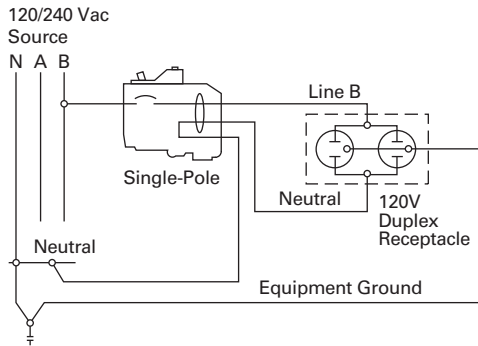 120/240 Vac
Source
N A B
Line B
Single-Pole
Neutral
120V
Duplex
Receptacle
Neutral
Equipment Ground